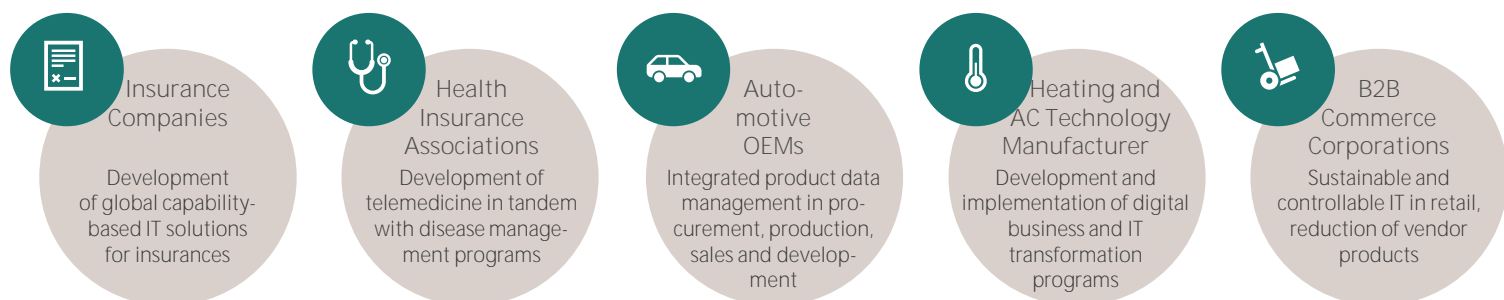 Insurance
Companies
Development
of global capability-
based IT solutions
for insurances
Health
Insurance
Associations
Development of
telemedicine in tandem
with disease manage-
ment programs
Auto-
motive
OEMs
Integrated product data
management in pro-
curement, production,
sales and develop-
ment
Heating and
AC Technology
Manufacturer
Development and
implementation of digital
business and IT
transformation
programs
B2B
Commerce
Corporations
Sustainable and
controllable IT in retail,
reduction of vendor
products